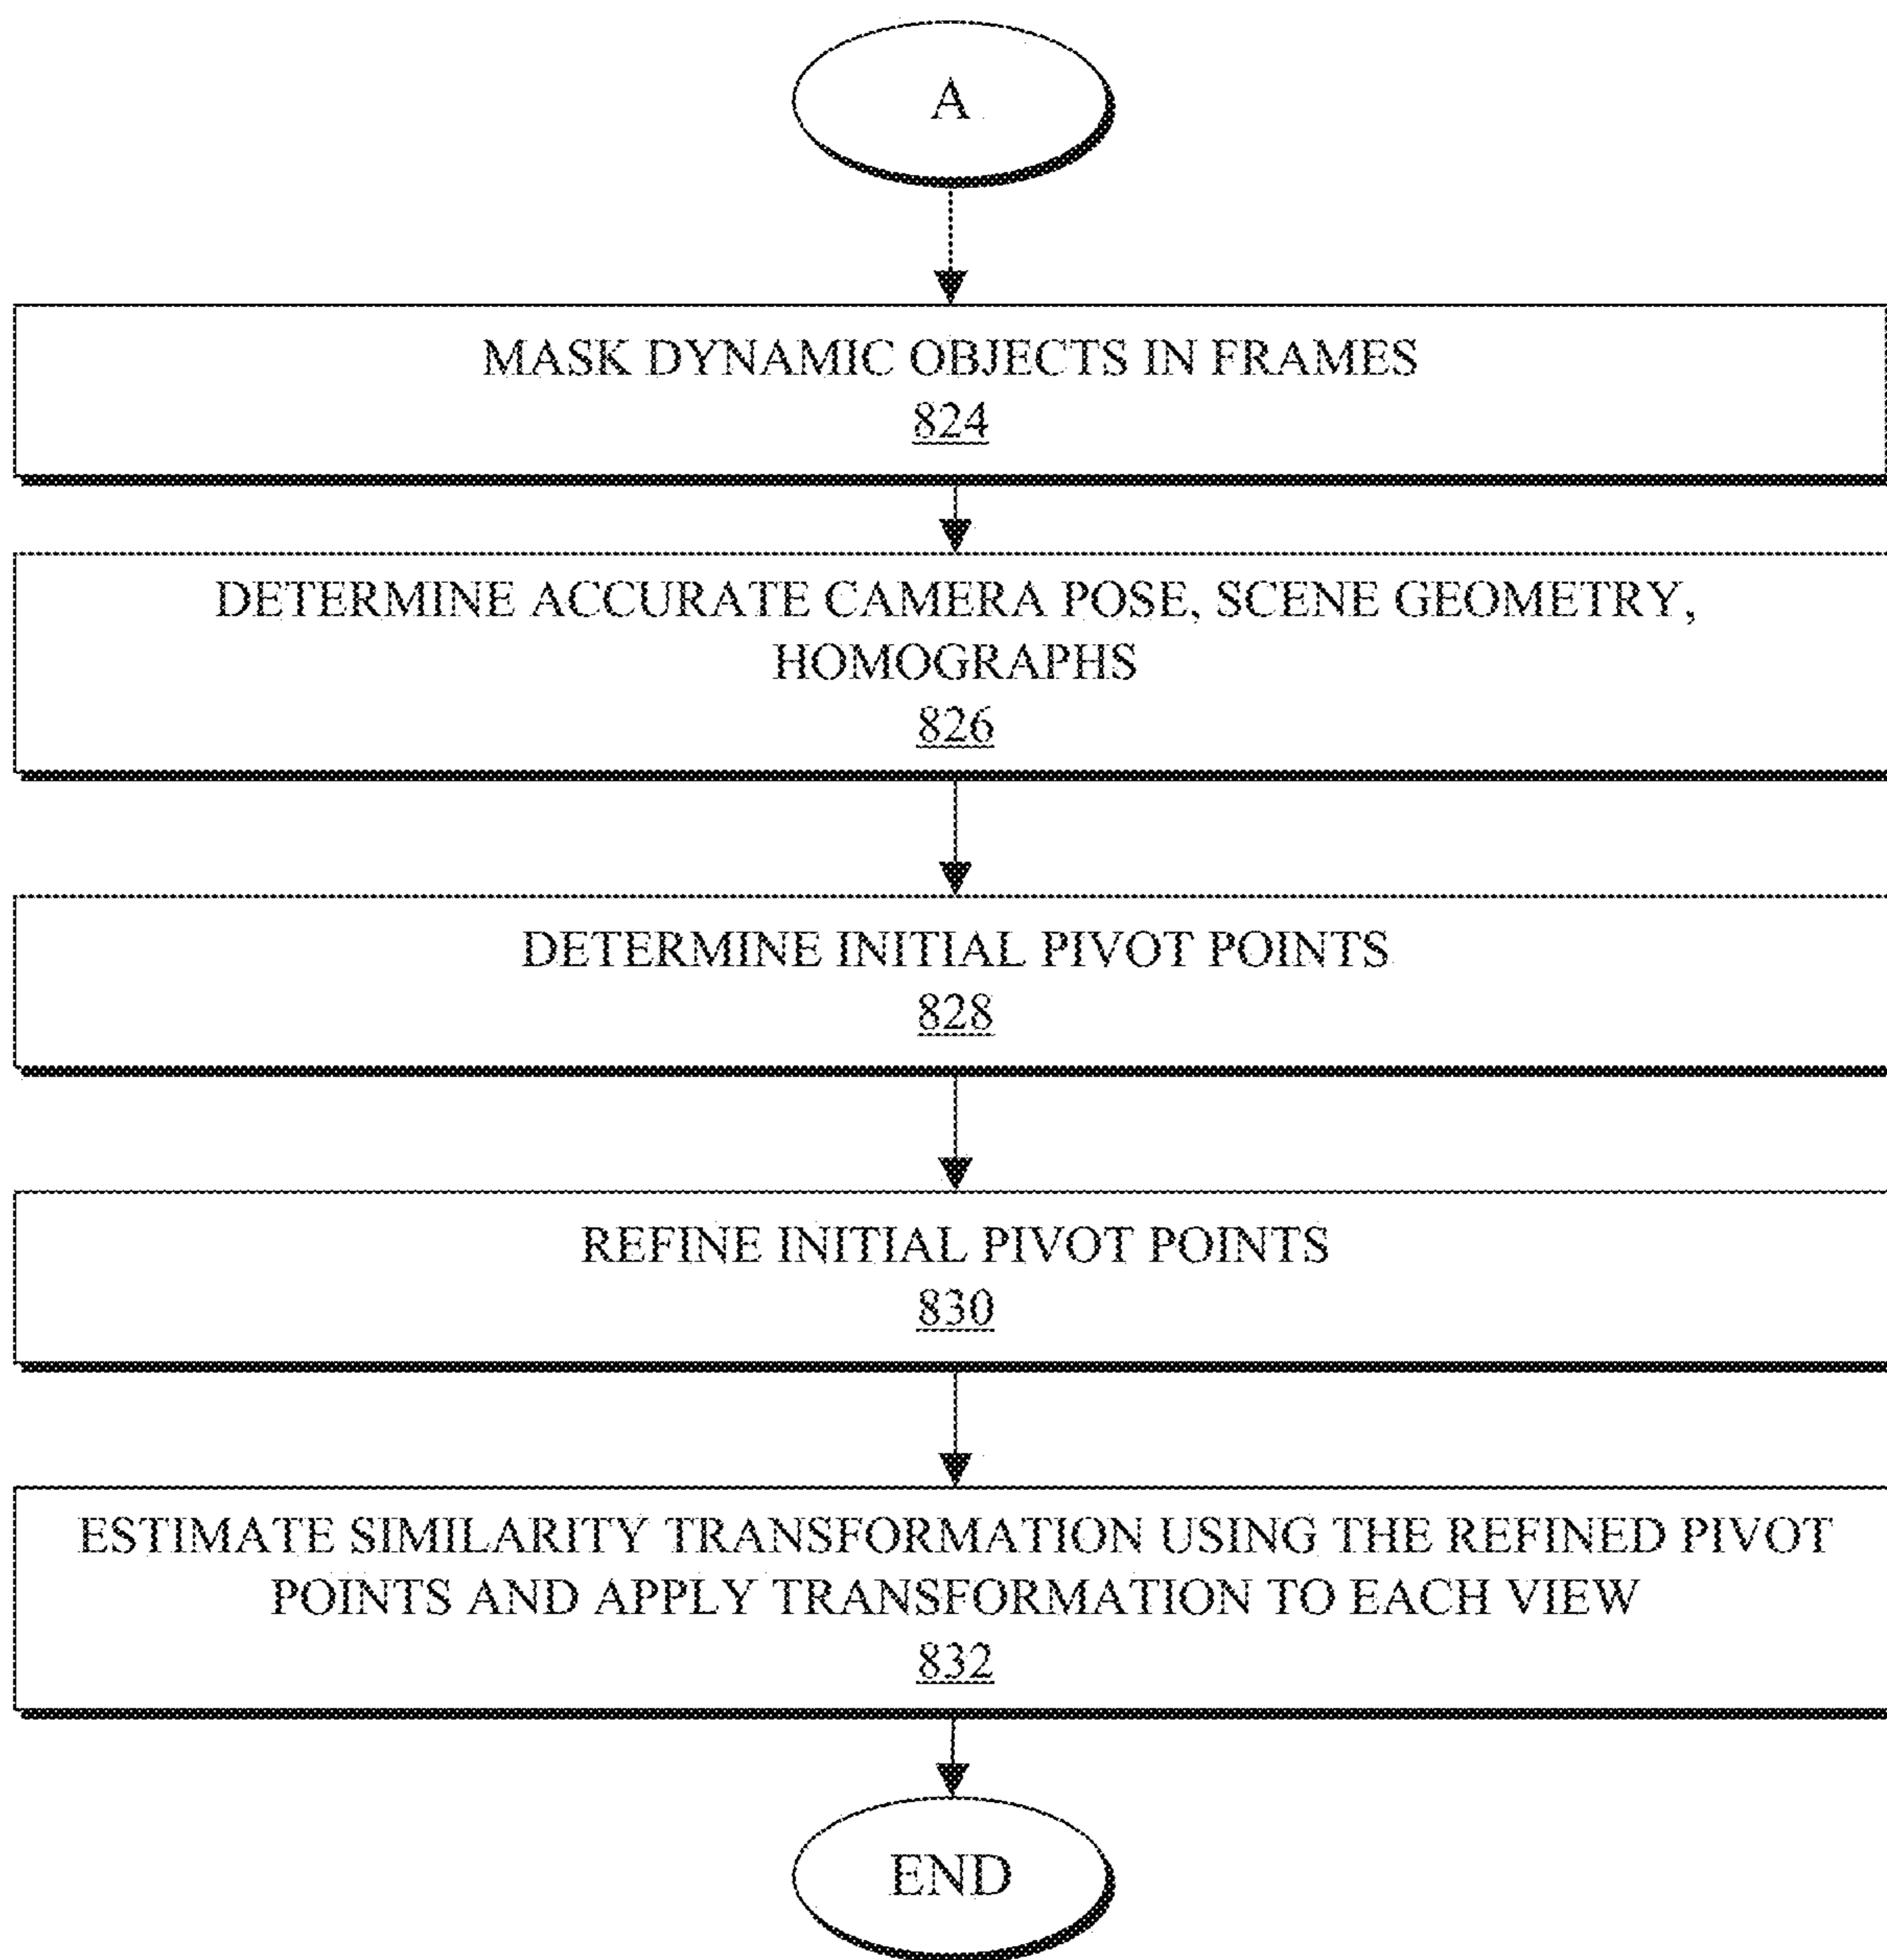 A
MASK DYNAMIC OBJECTS IN FRAMES
824
DETERMINE ACCURATE CAMERA POSE, SCENE GEOMETRY,
HOMOGRAPHS
826
DETERMINE INITIAL PIVOT POINTS
828
REFINE INITIAL PIVOT POINTS
830
ESTIMATE SIMILARITY TRANSFORMATION USING THE REFINED PIVOT
POINTS AND APPLY TRANSFORMATION TO EACH VIEW
832
END